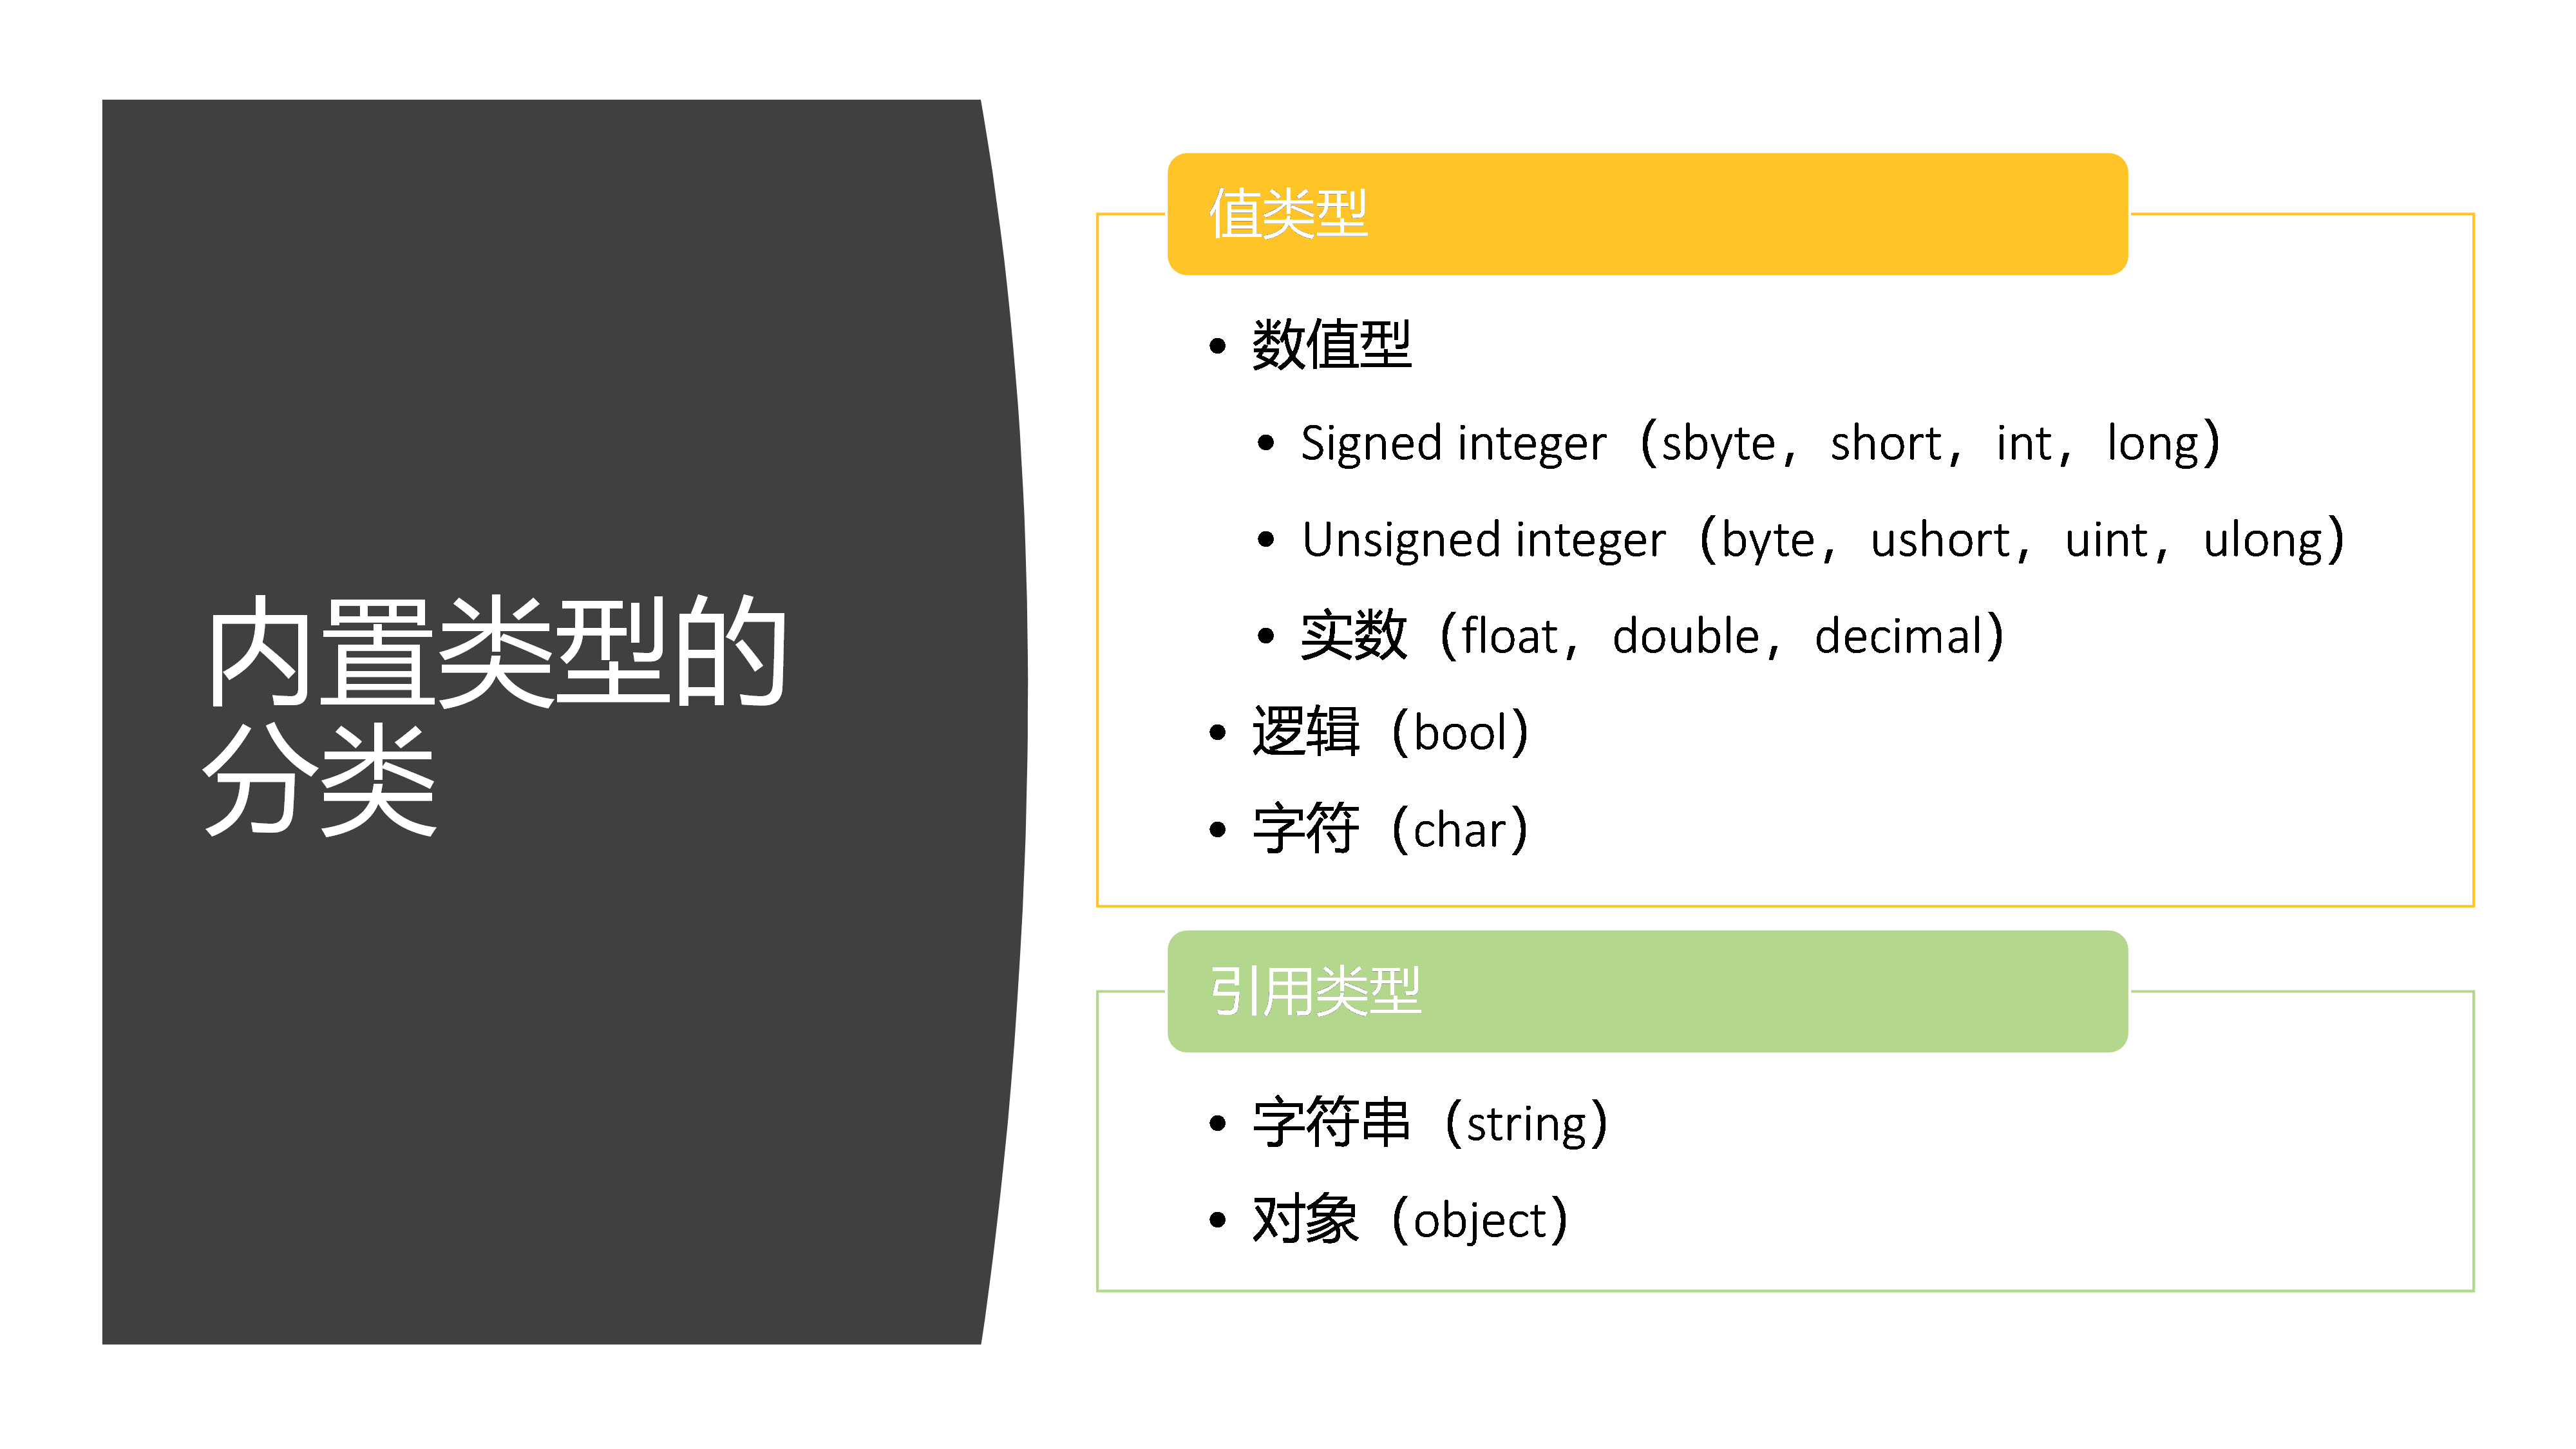 内置类型的
分类
值类型
• 数值型
• Signed integer（sbyte，short，int，long）
• Unsigned integer（byte，ushort，uint，ulong）
• 实数（float，double，decimal）
• 逻辑（bool）
• 字符（char）
引用类型
• 字符串（string）
• 对象（object）